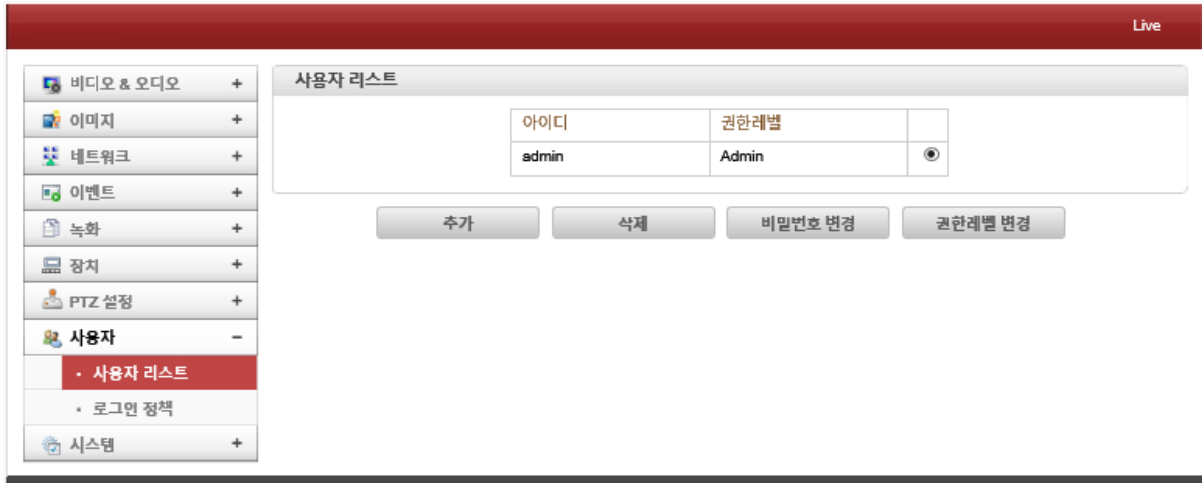 Live
비디오 & 오디오 +
이미지 +
네트워크 +
이벤트 +
녹화 +
장치 +
PTZ 설정 +
사용자 −
· 사용자 리스트
· 로그인 정책
시스템 +
사용자 리스트
아이디 권한레벨
admin Admin
추가 삭제 비밀번호 변경 권한레벨 변경